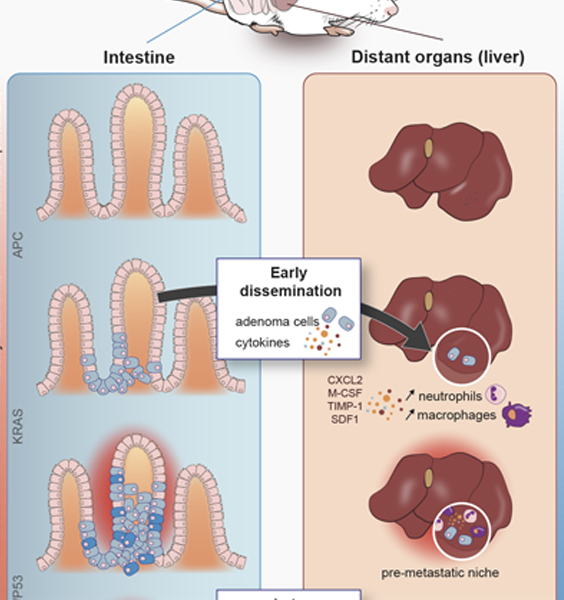 Intestine
Distant organs (liver)
APC
Early
dissemination
adenoma cells
cytokines
CXCL2
M-CSF
TIMP-1
SDF1
neutrophils
macrophages
KRAS
pre-metastatic niche
P53